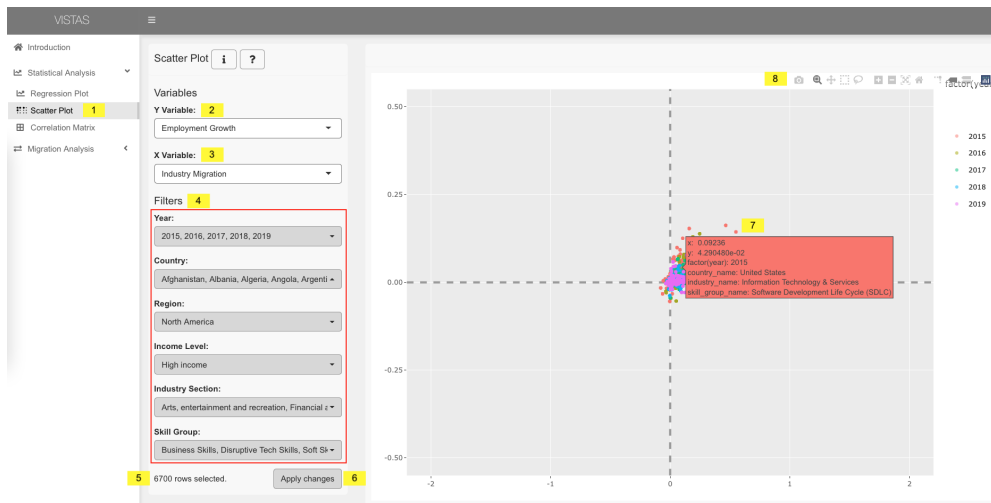 VISTAS
Introduction
Statistical Analysis
Regression Plot
Scatter Plot 1
Correlation Matrix
Migration Analysis
Scatter Plot i ?
Variables
Y Variable: 2
Employment Growth
X Variable: 3
Industry Migration
Filters 4
Year:
2015, 2016, 2017, 2018, 2019
Country:
Afghanistan, Albania, Algeria, Angola, Argenti
Region:
North America
Income Level:
High income
Industry Section:
Arts, entertainment and recreation, Financial a
Skill Group:
Business Skills, Disruptive Tech Skills, Soft Sk
5 6700 rows selected. Apply changes 6
8
factor(year
2015
2016
2017
2018
2019
0.50
0.25
0.00
-0.25
-0.50
-2 -1 0 1 2
7
x: 0.09236
y: 4.290480e-02
factor(year): 2015
country_name: United States
industry_name: Information Technology & Services
skill_group_name: Software Development Life Cycle (SDLC)